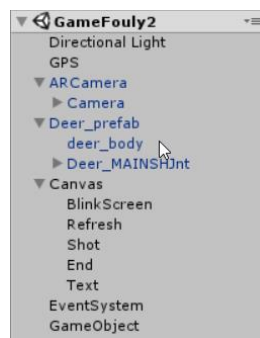 GameFouly2
Directional Light
GPS
ARCamera
Camera
Deer_prefab
deer_body
Deer_MAINSHJnt
Canvas
BlinkScreen
Refresh
Shot
End
Text
EventSystem
GameObject